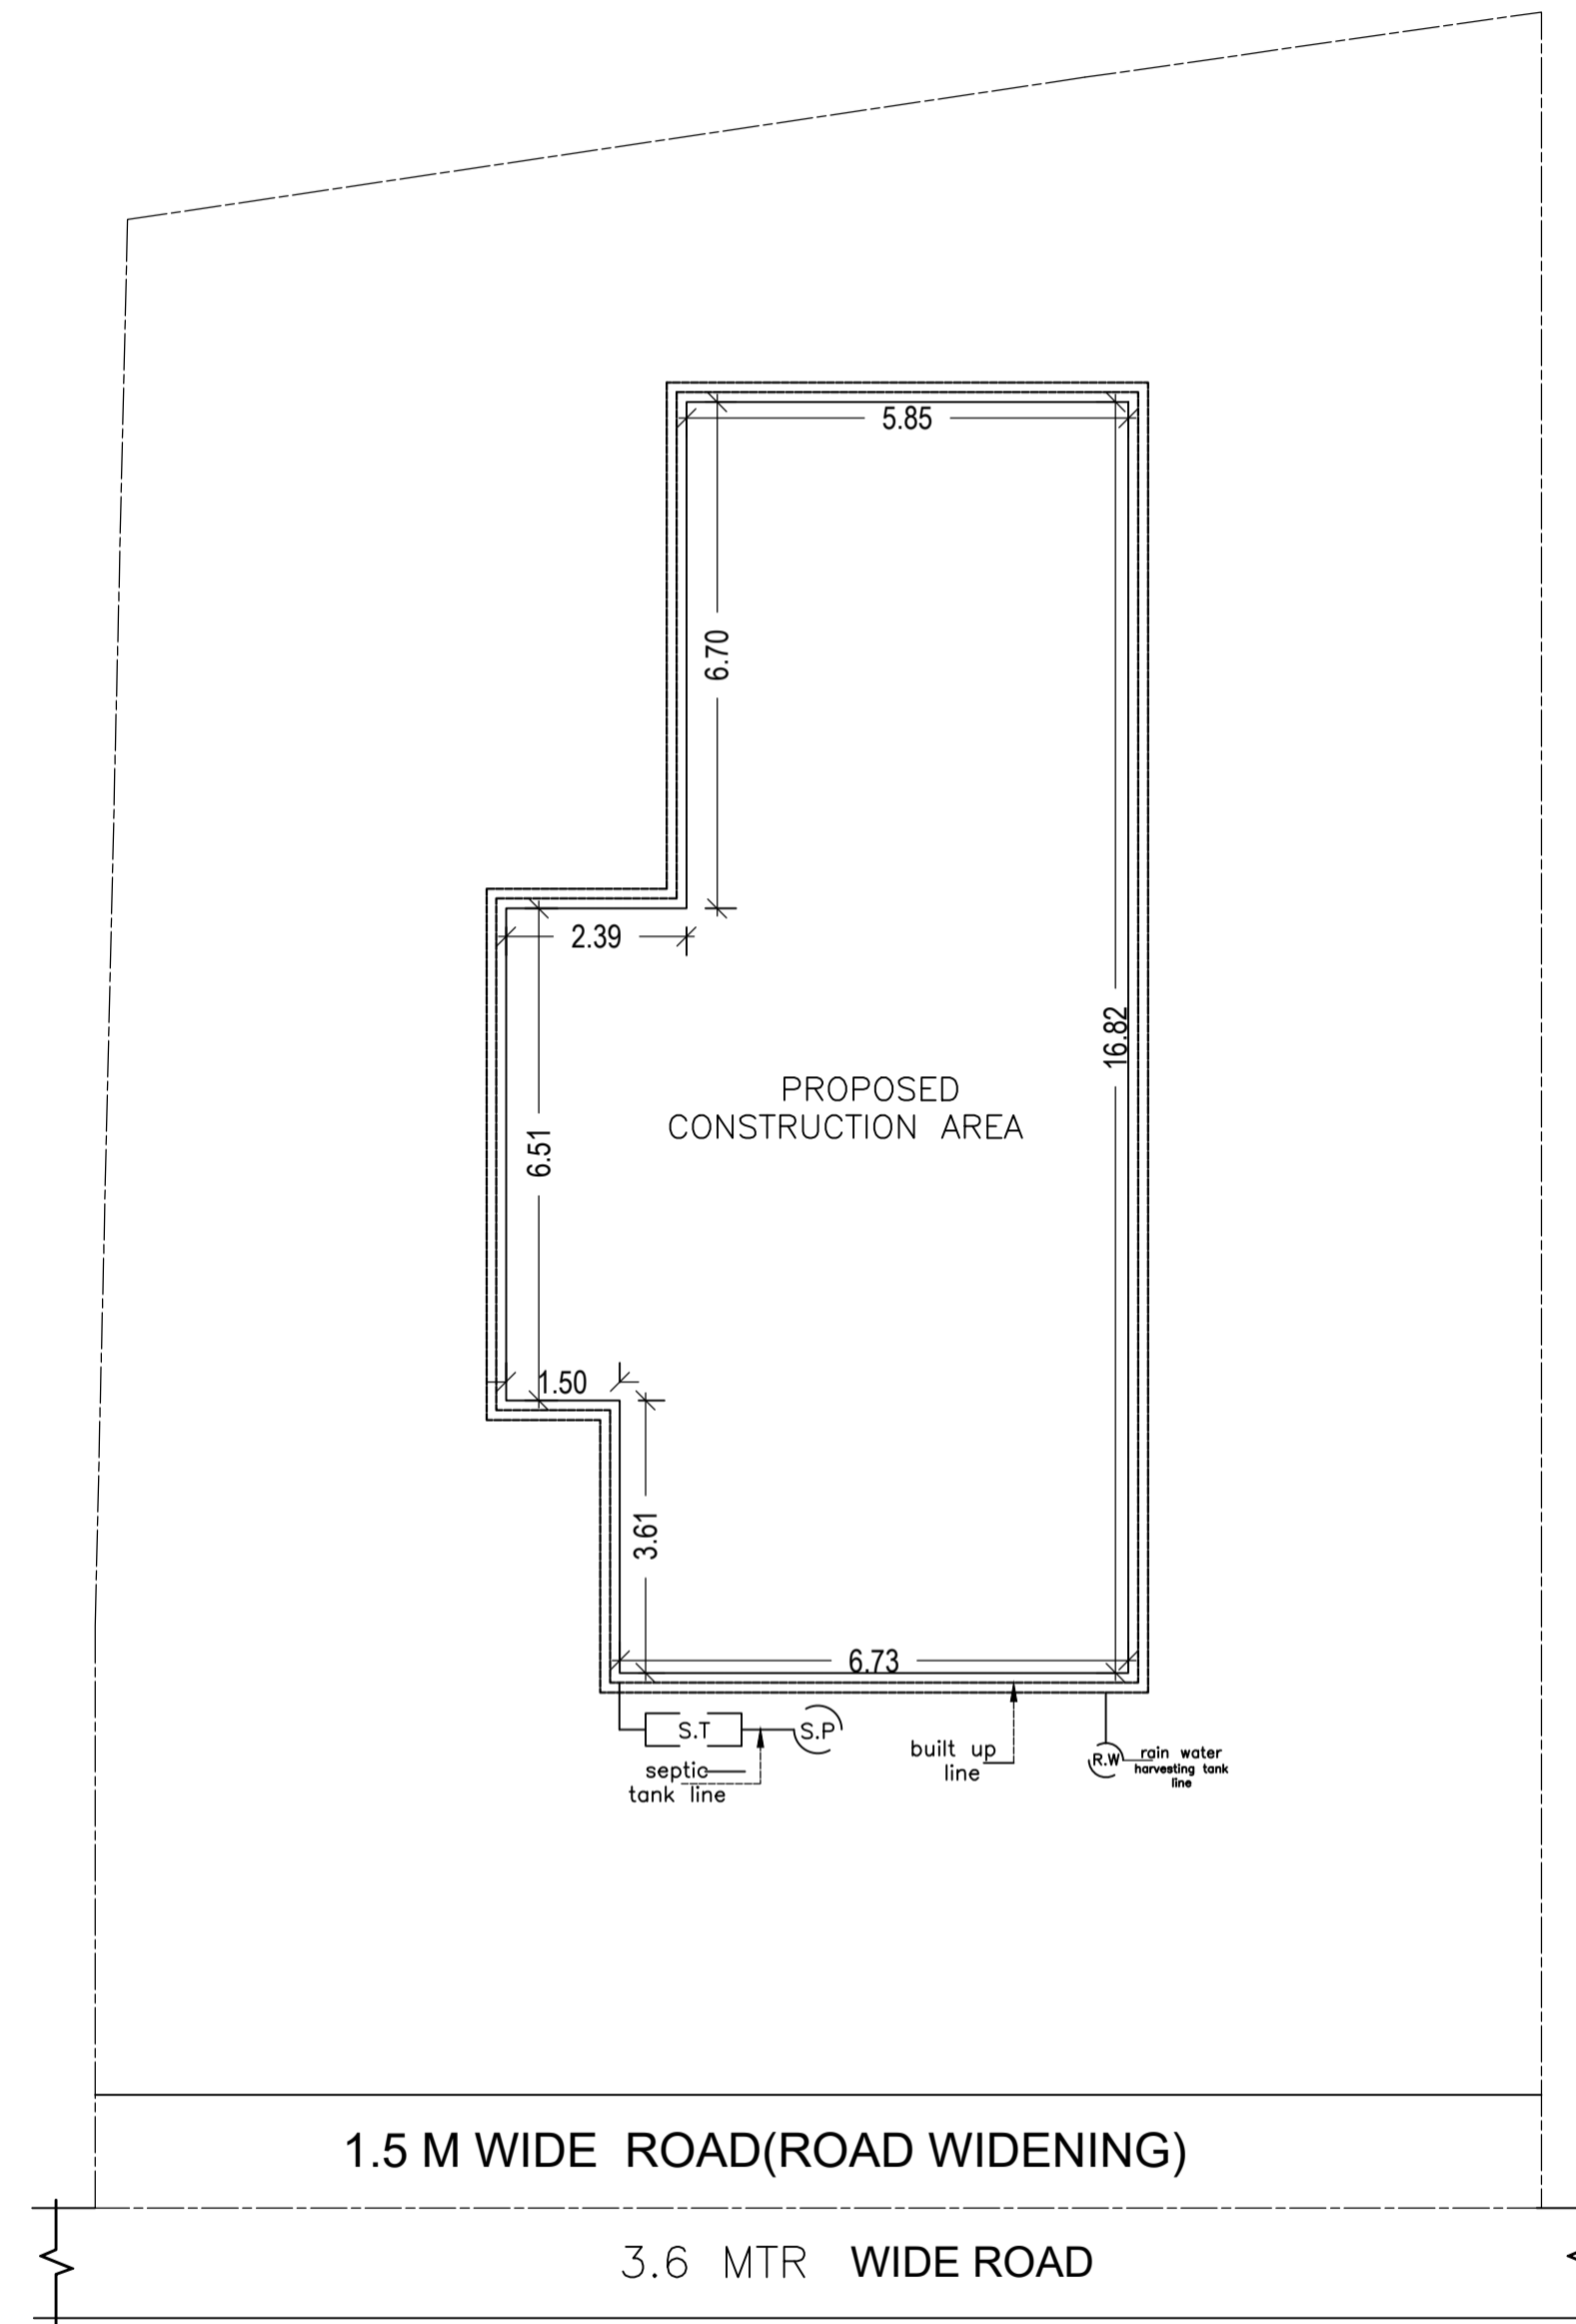 5.85
6.70
2.39
16.82
PROPOSED
CONSTRUCTION AREA
6.51
1.50
3.61
6.73
S.T
S.P
septic
tank line
built up
line
R.W
rain water
harvesting tank
line
1.5 M WIDE ROAD(ROAD WIDENING)
3.6 MTR WIDE ROAD